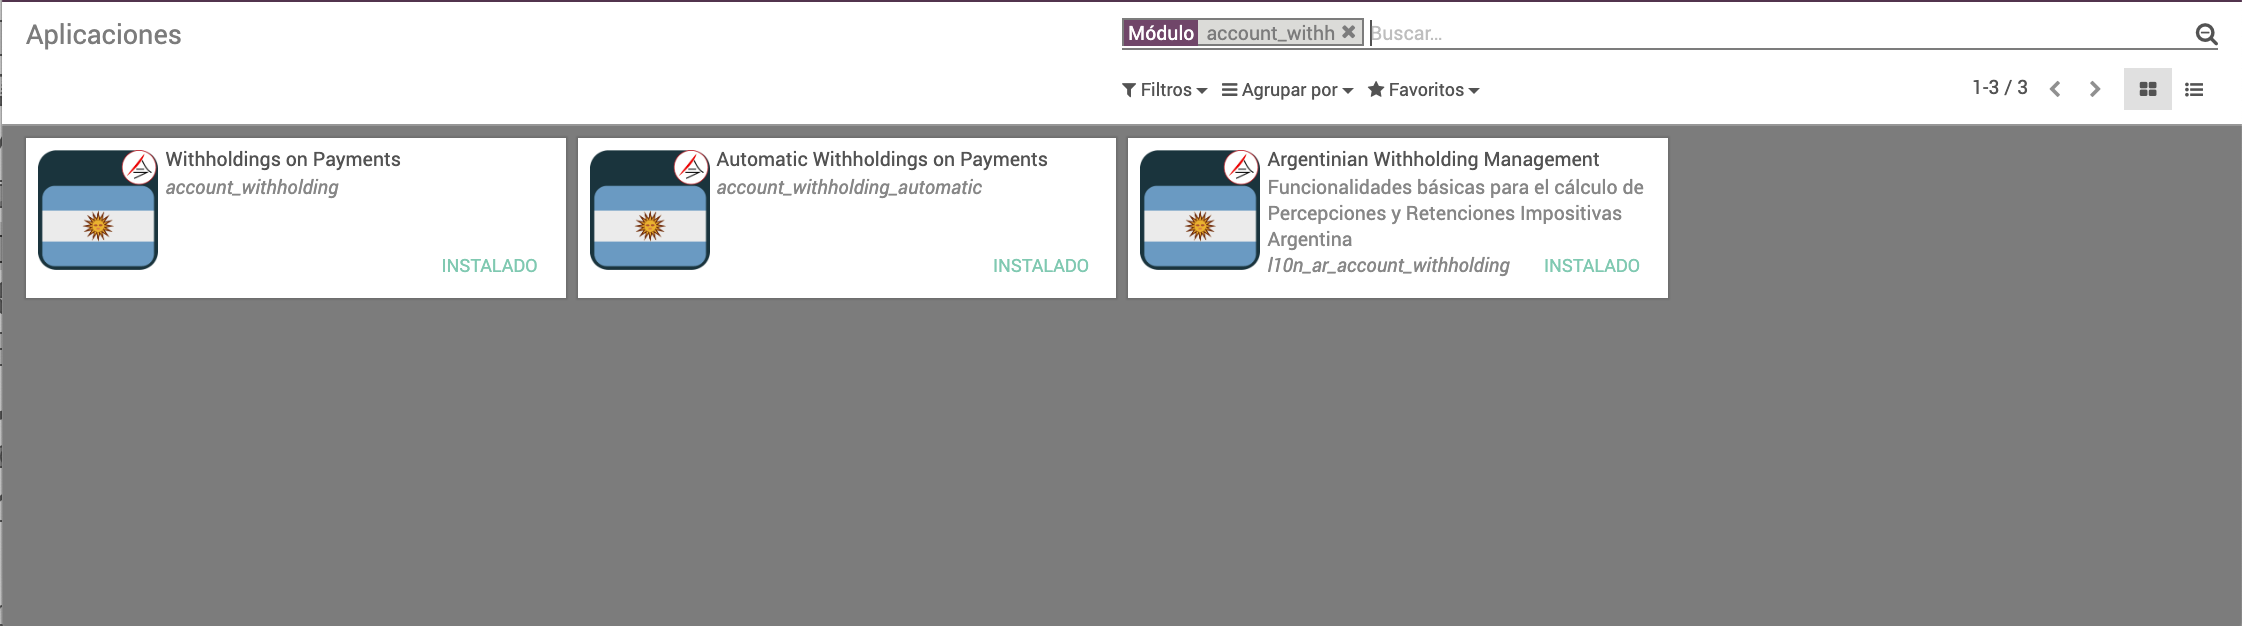 Aplicaciones
Módulo account_withh Buscar...
Filtros Agrupar por Favoritos
1-3 / 3
Withholdings on Payments
account_withholding
INSTALADO
Automatic Withholdings on Payments
account_withholding_automatic
INSTALADO
Argentinian Withholding Management
Funcionalidades básicas para el cálculo de
Percepciones y Retenciones Impositivas
Argentina
l10n_ar_account_withholding INSTALADO